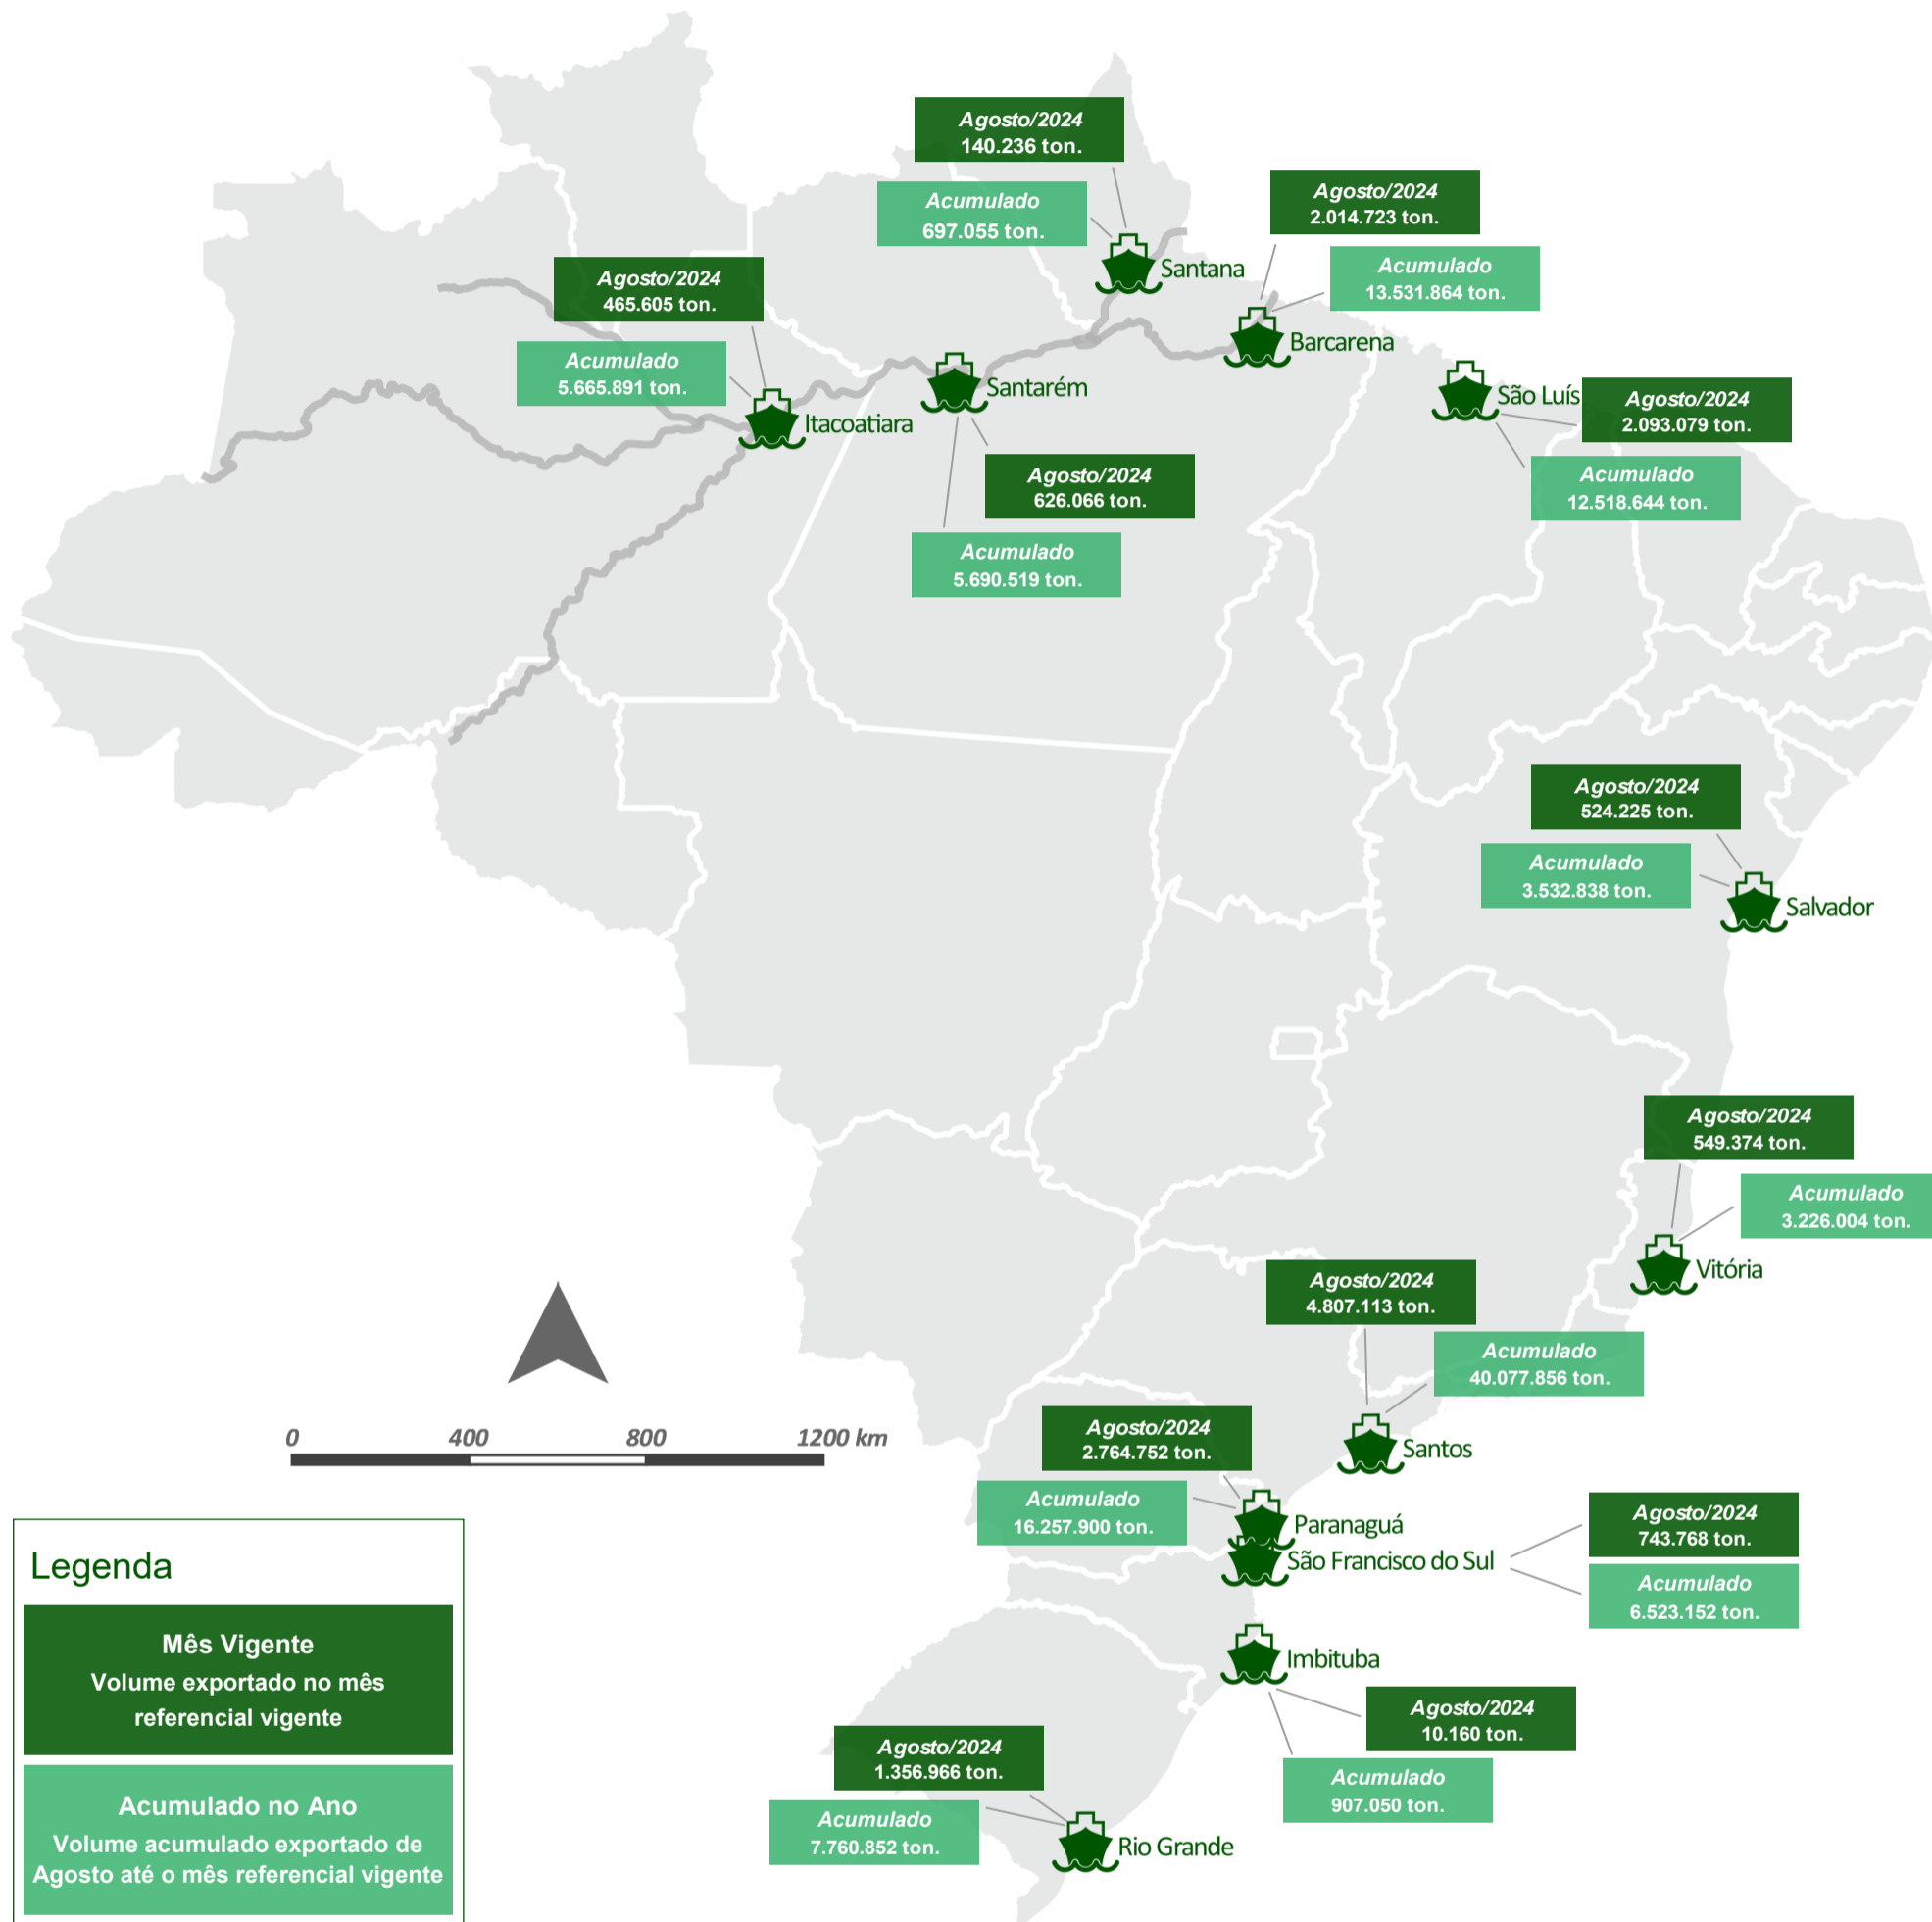 Agosto/2024
140.236 ton.
Acumulado
697.055 ton.
Santana
Agosto/2024
2.014.723 ton.
Acumulado
13.531.864 ton.
Barcarena
Agosto/2024
465.605 ton.
Acumulado
5.665.891 ton.
Itacoatiara
Santarém
Agosto/2024
626.066 ton.
Acumulado
5.690.519 ton.
São Luís
Agosto/2024
2.093.079 ton.
Acumulado
12.518.644 ton.
Agosto/2024
524.225 ton.
Acumulado
3.532.838 ton.
Salvador
Agosto/2024
549.374 ton.
Acumulado
3.226.004 ton.
Vitória
Agosto/2024
4.807.113 ton.
Acumulado
40.077.856 ton.
Santos
Agosto/2024
2.764.752 ton.
Acumulado
16.257.900 ton.
Paranaguá
São Francisco do Sul
Agosto/2024
743.768 ton.
Acumulado
6.523.152 ton.
Imbituba
Agosto/2024
10.160 ton.
Acumulado
907.050 ton.
Agosto/2024
1.356.966 ton.
Acumulado
7.760.852 ton.
Rio Grande
0 400 800 1200 km
Legenda
Mês Vigente
Volume exportado no mês
referencial vigente
Acumulado no Ano
Volume acumulado exportado de
Agosto até o mês referencial vigente